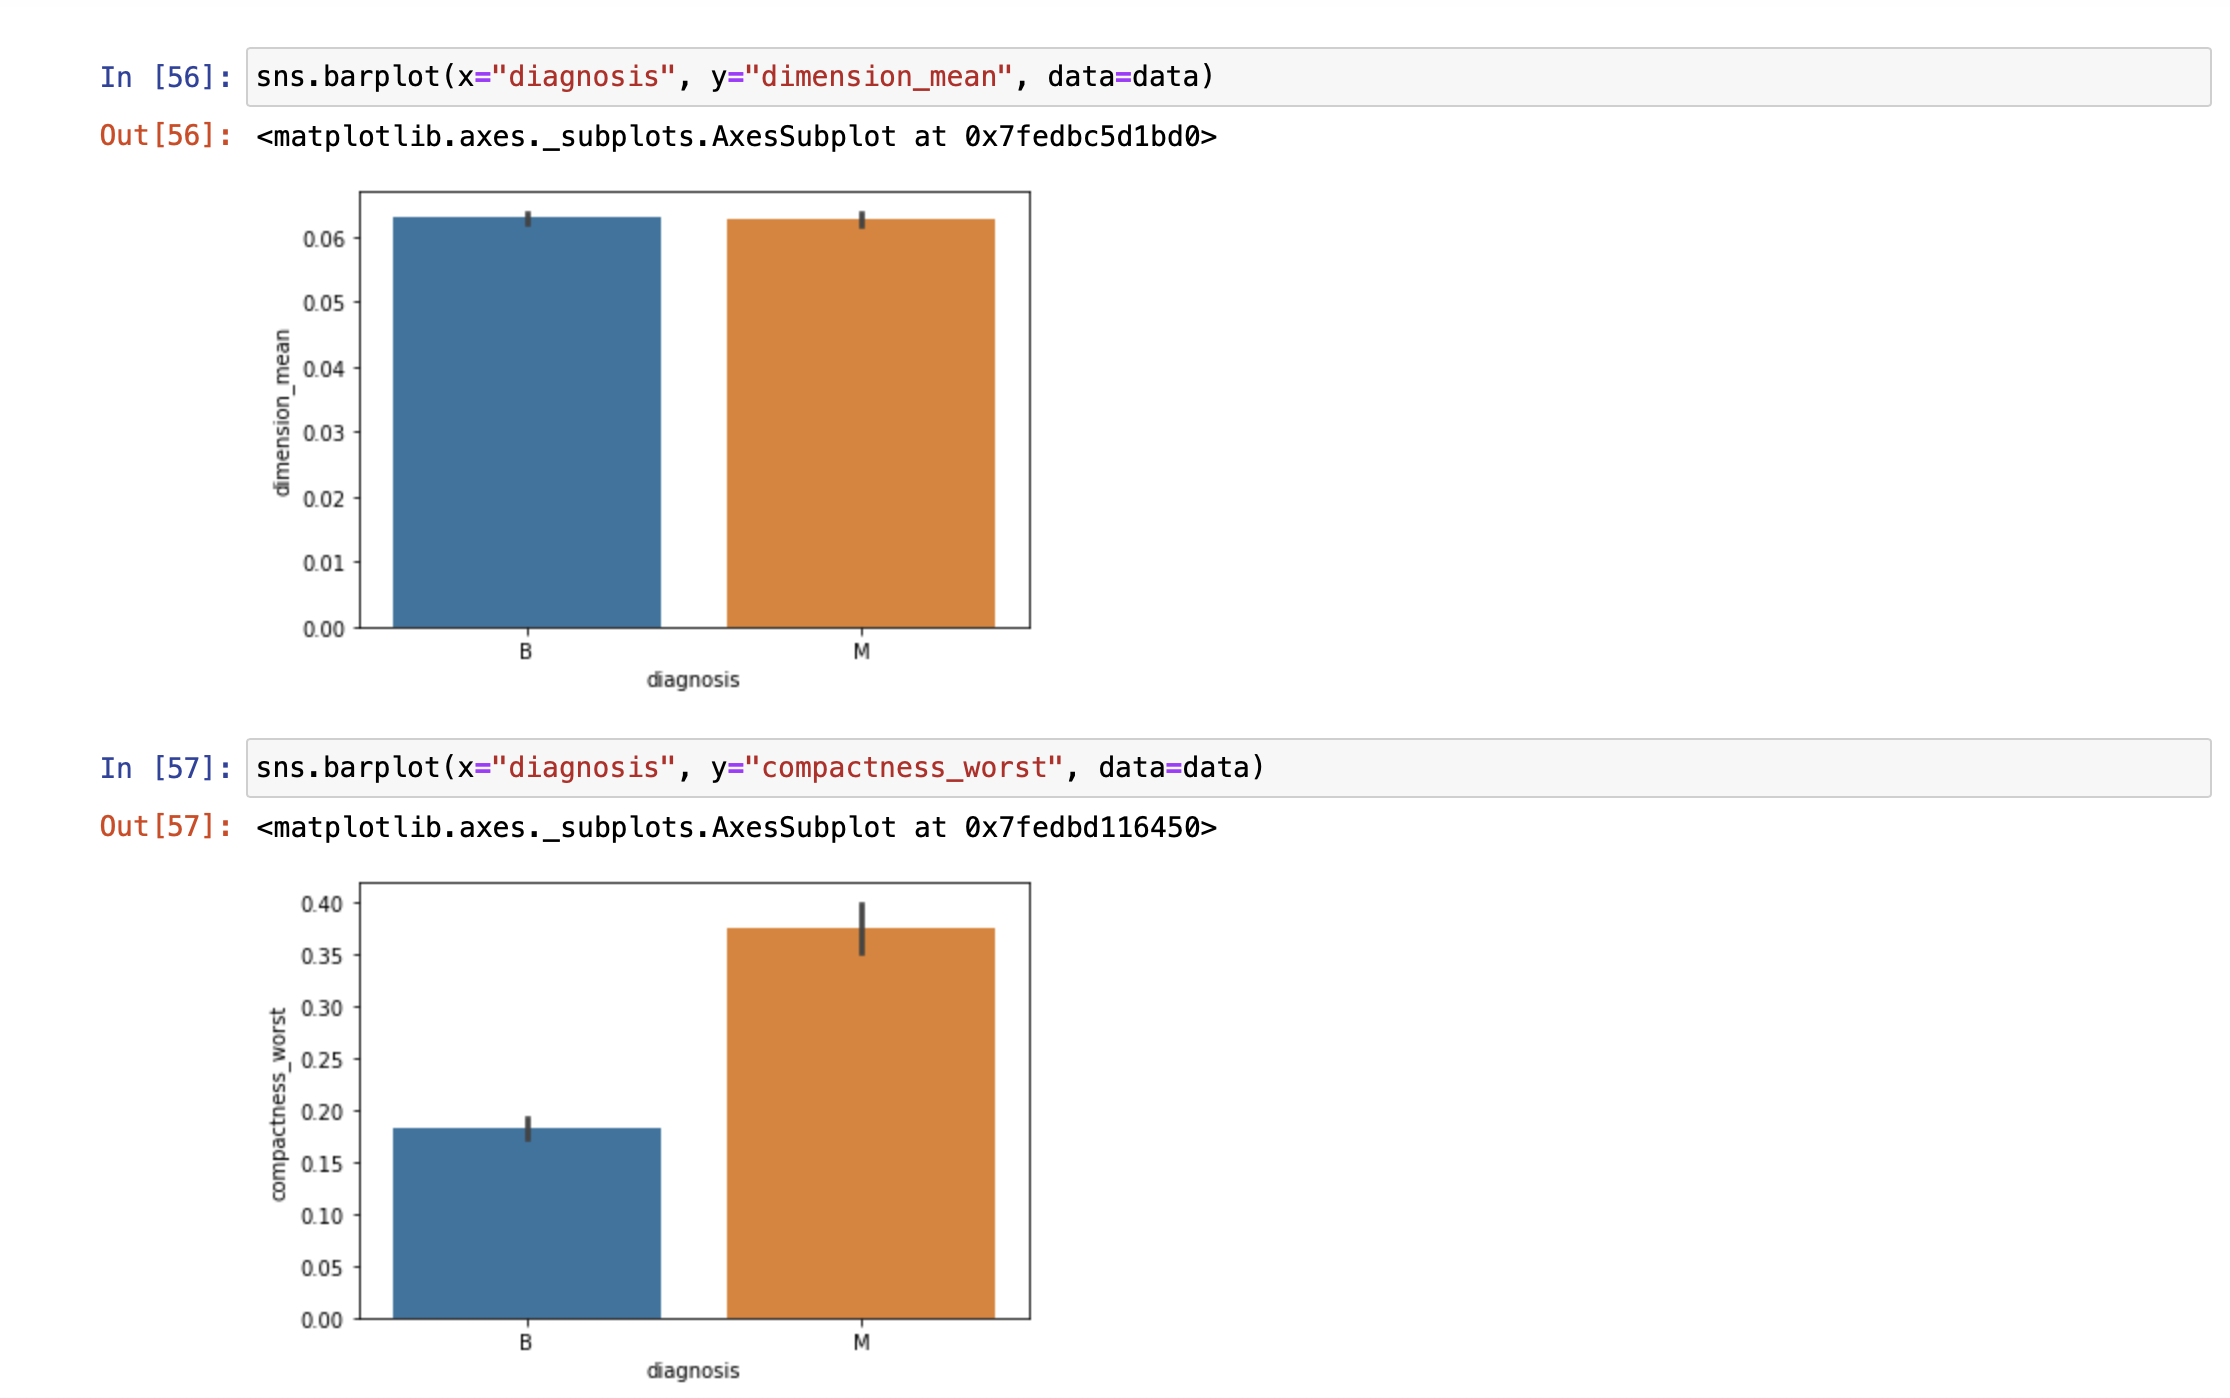 In [56]: sns.barplot(x="diagnosis", y="dimension_mean", data=data)
Out[56]: <matplotlib.axes._subplots.AxesSubplot at 0x7fedbc5d1bd0>
0.06
0.05
0.04
0.03
0.02
0.01
0.00
dimension_mean
B M
diagnosis
In [57]: sns.barplot(x="diagnosis", y="compactness_worst", data=data)
Out[57]: <matplotlib.axes._subplots.AxesSubplot at 0x7fedbd116450>
0.40
0.35
0.30
0.25
0.20
0.15
0.10
0.05
0.00
compactness_worst
B M
diagnosis